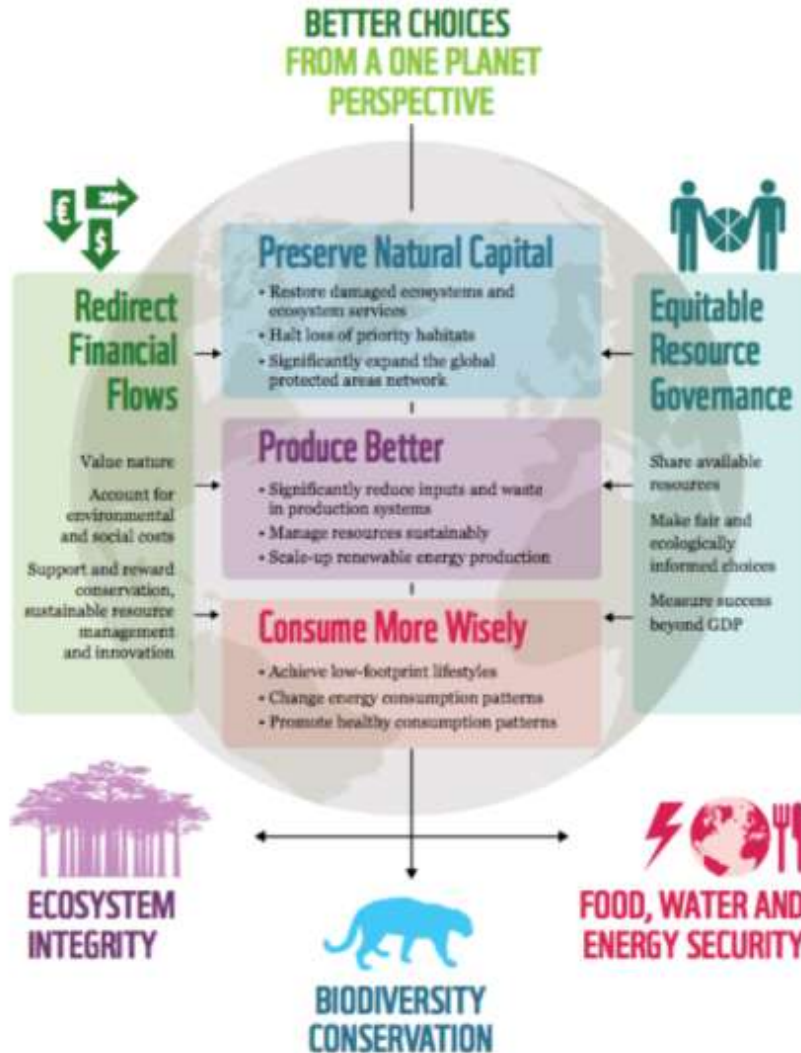 BETTER CHOICES
FROM A ONE PLANET
PERSPECTIVE
€
$
Redirect
Financial
Flows
Value nature
Account for
environmental
and social costs
Support and reward
conservation,
sustainable resource
management
and innovation
Preserve Natural Capital
• Restore damaged ecosystems and
ecosystem services
• Halt loss of priority habitats
• Significantly expand the global
protected areas network
Produce Better
• Significantly reduce inputs and waste
in production systems
• Manage resources sustainably
• Scale-up renewable energy production
Consume More Wisely
• Achieve low-footprint lifestyles
• Change energy consumption patterns
• Promote healthy consumption patterns
Equitable
Resource
Governance
Share available
resources
Make fair and
ecologically
informed choices
Measure success
beyond GDP
ECOSYSTEM
INTEGRITY
BIODIVERSITY
CONSERVATION
FOOD, WATER AND
ENERGY SECURITY